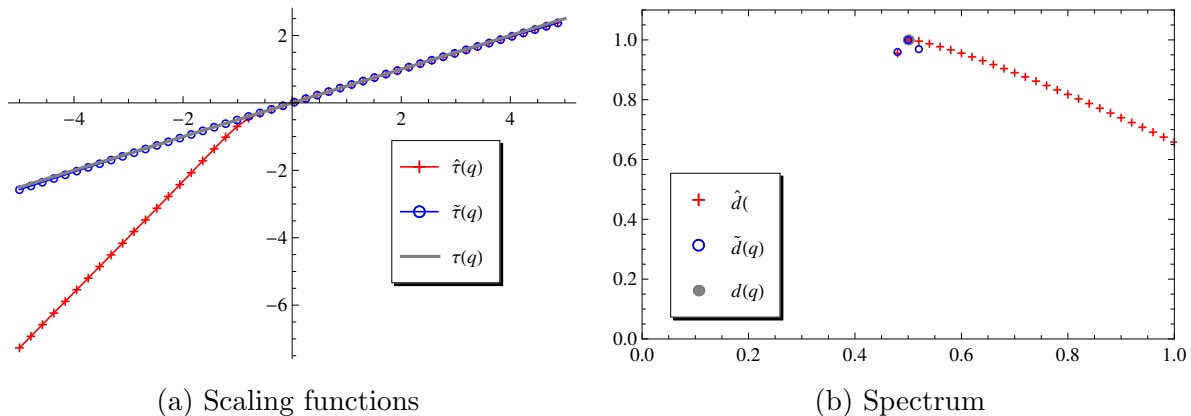 2
−4
−2
2
4
−2
−4
−6
τ̂(q)
τ̃(q)
τ(q)
(a) Scaling functions
1.0
0.8
0.6
0.4
0.2
0.0
0.0
0.2
0.4
0.6
0.8
1.0
d̂(
d̃(q)
d(q)
(b) Spectrum